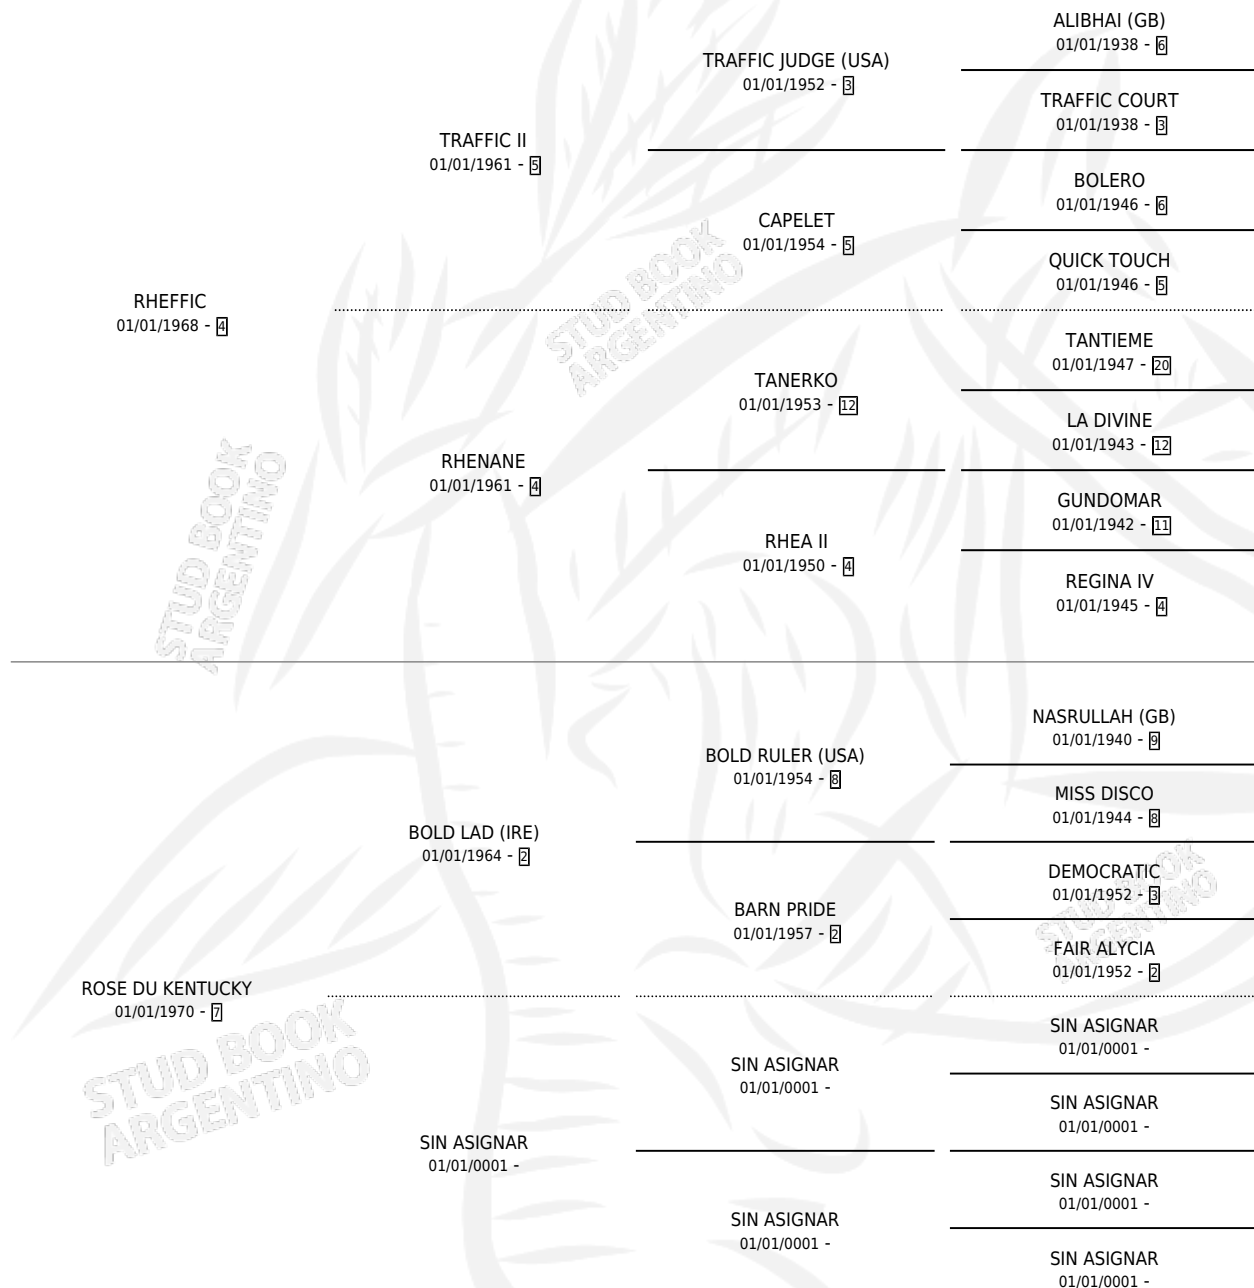 ALIBHAI (GB)
01/01/1938 - 6
TRAFFIC JUDGE (USA)
01/01/1952 - 3
TRAFFIC COURT
01/01/1938 - 3
TRAFFIC II
01/01/1961 - 5
BOLERO
01/01/1946 - 6
CAPELET
01/01/1954 - 5
QUICK TOUCH
01/01/1946 - 5
RHEFFIC
01/01/1968 - 4
STUD BOOK
ARGENTINO
TANTIEME
01/01/1947 - 20
TANERKO
01/01/1953 - 12
LA DIVINE
01/01/1943 - 12
RHENANE
01/01/1961 - 4
GUNDOMAR
01/01/1942 - 11
RHEA II
01/01/1950 - 4
REGINA IV
01/01/1945 - 4
STUD BOOK
ARGENTINO
NASRULLAH (GB)
01/01/1940 - 9
BOLD RULER (USA)
01/01/1954 - 8
MISS DISCO
01/01/1944 - 8
BOLD LAD (IRE)
01/01/1964 - 2
DEMOCRATIC
01/01/1952 - 3
STUD BOOK
ARGENTINO
BARN PRIDE
01/01/1957 - 2
FAIR ALYCIA
01/01/1952 - 2
ROSE DU KENTUCKY
01/01/1970 - 7
STUD BOOK
ARGENTINO
SIN ASIGNAR
01/01/0001 -
SIN ASIGNAR
01/01/0001 -
SIN ASIGNAR
01/01/0001 -
SIN ASIGNAR
01/01/0001 -
SIN ASIGNAR
01/01/0001 -
SIN ASIGNAR
01/01/0001 -
SIN ASIGNAR
01/01/0001 -